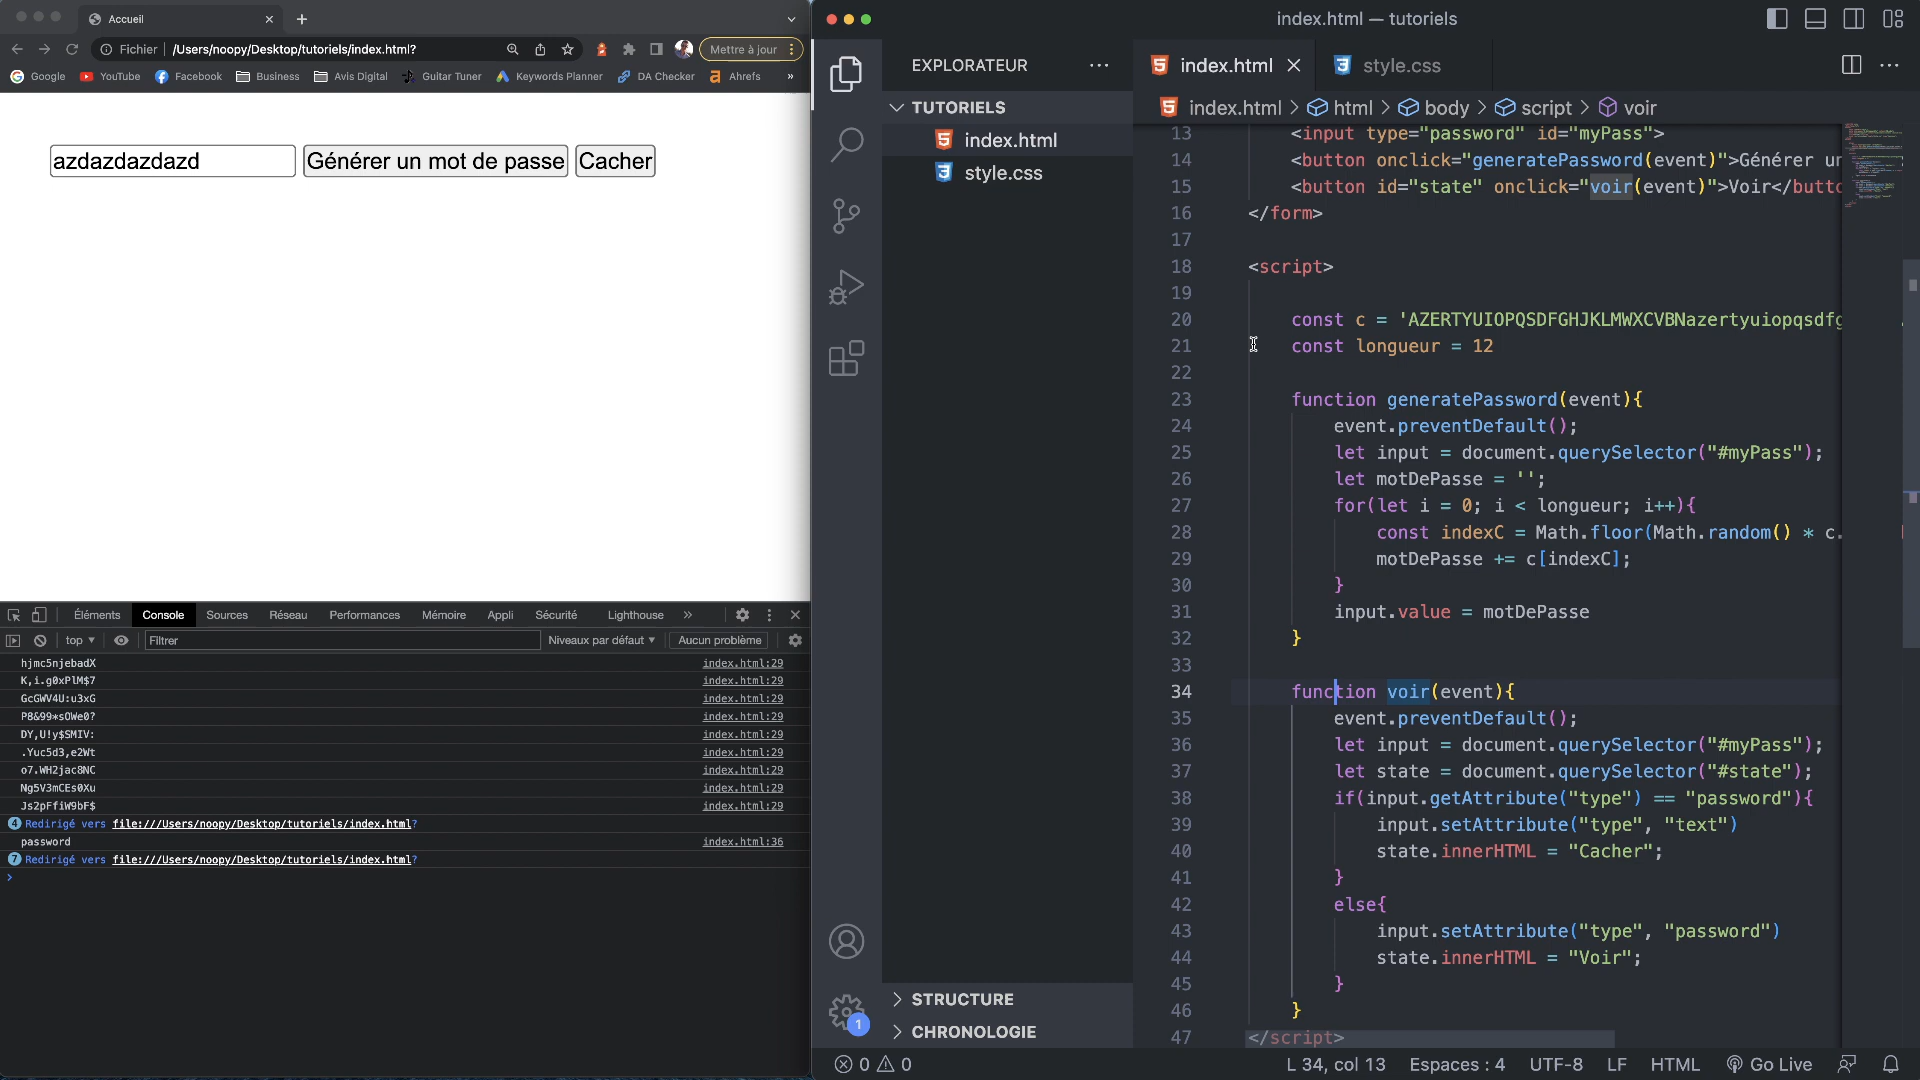 Accueil
Fichier /Users/noopy/Desktop/tutoriels/index.html?
Mettre à jour
Google YouTube Facebook Business Avis Digital Guitar Tuner Keywords Planner DA Checker Ahrefs »
azdazdazdazd Générer un mot de passe Cacher
Éléments Console Sources Réseau Performances Mémoire Appli Sécurité Lighthouse »
top Filtrer Niveaux par défaut Aucun problème
hjmc5njebadX index.html:29
K,i.g0xPlM$7 index.html:29
GcGWV4U:u3xG index.html:29
P8&99*sOWe0? index.html:29
DY,U!y$SMIV: index.html:29
.Yuc5d3,e2Wt index.html:29
o7.WH2jac8NC index.html:29
Ng5V3mCEs0Xu index.html:29
Js2pFfiW9bF$ index.html:29
4 Redirigé vers file:///Users/noopy/Desktop/tutoriels/index.html?
password index.html:36
7 Redirigé vers file:///Users/noopy/Desktop/tutoriels/index.html?
index.html — tutoriels
EXPLORATEUR
TUTORIELS
index.html
style.css
STRUCTURE
CHRONOLOGIE
1
index.html style.css
index.html > html > body > script > voir
13 <input type="password" id="myPass">
14 <button onclick="generatePassword(event)">Générer un
15 <button id="state" onclick="voir(event)">Voir</butto
16 </form>
17
18 <script>
19
20 const c = 'AZERTYUIOPQSDFGHJKLMWXCVBNazertyuiopqsdfg
21 const longueur = 12
22
23 function generatePassword(event){
24 event.preventDefault();
25 let input = document.querySelector("#myPass");
26 let motDePasse = '';
27 for(let i = 0; i < longueur; i++){
28 const indexC = Math.floor(Math.random() * c.
29 motDePasse += c[indexC];
30 }
31 input.value = motDePasse
32 }
33
34 function voir(event){
35 event.preventDefault();
36 let input = document.querySelector("#myPass");
37 let state = document.querySelector("#state");
38 if(input.getAttribute("type") == "password"){
39 input.setAttribute("type", "text")
40 state.innerHTML = "Cacher";
41 }
42 else{
43 input.setAttribute("type", "password")
44 state.innerHTML = "Voir";
45 }
46 }
47 </script>
0 0 L 34, col 13 Espaces : 4 UTF-8 LF HTML Go Live